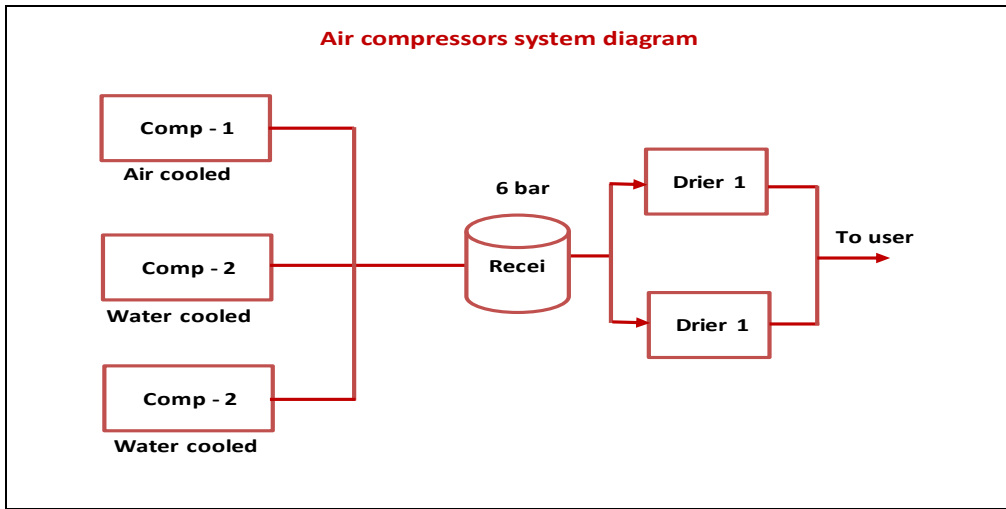 Air compressors system diagram
Comp - 1
Air cooled
6 bar
Drier 1
Comp - 2
Water cooled
Recei
To user
Drier 1
Comp - 2
Water cooled